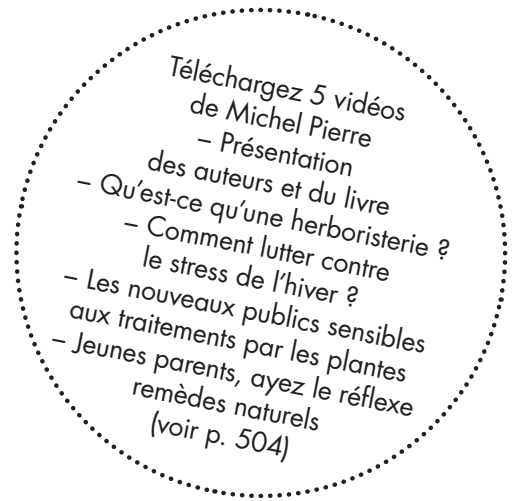 Téléchargez 5 vidéos
de Michel Pierre
– Présentation
des auteurs et du livre
– Qu’est-ce qu’une herboristerie ?
– Comment lutter contre
le stress de l’hiver ?
– Les nouveaux publics sensibles
aux traitements par les plantes
– Jeunes parents, ayez le réflexe
remèdes naturels
(voir p. 504)